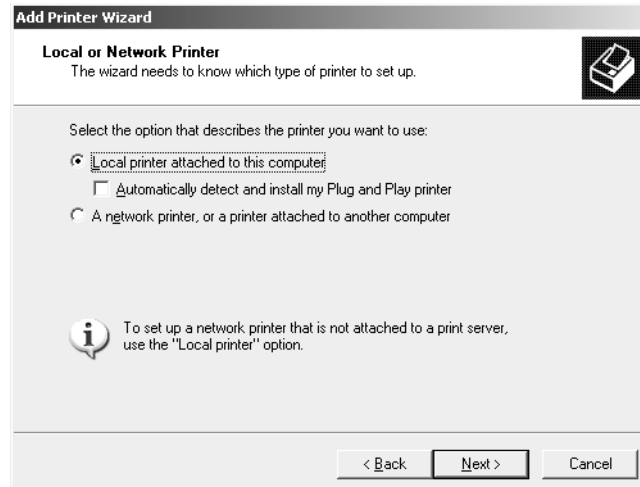 Add Printer Wizard
Local or Network Printer
The wizard needs to know which type of printer to set up.
Select the option that describes the printer you want to use:
Local printer attached to this computer
Automatically detect and install my Plug and Play printer
A network printer, or a printer attached to another computer
To set up a network printer that is not attached to a print server,
use the "Local printer" option.
< Back Next > Cancel